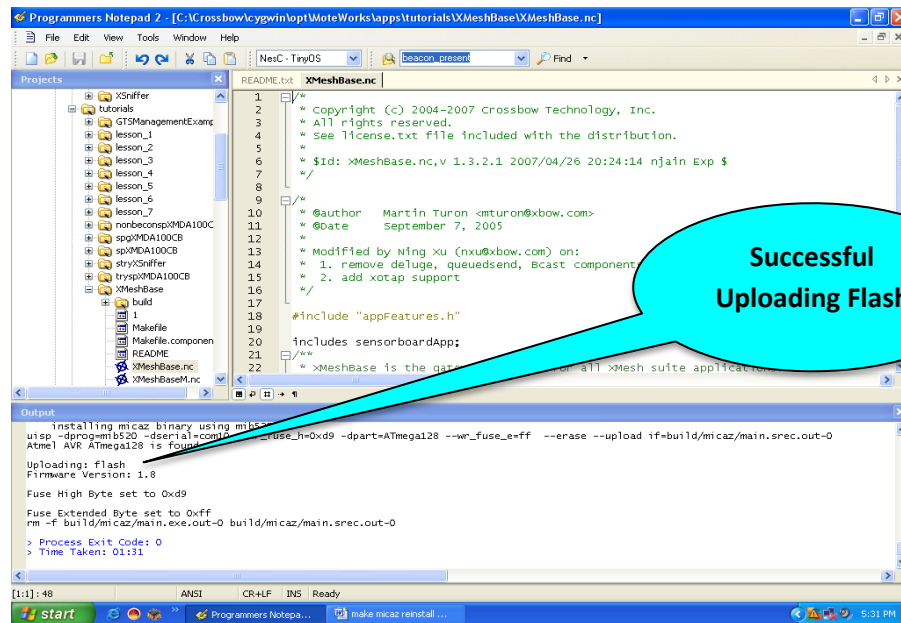 Programmers Notepad 2 - [C:\Crossbow\cygwin\opt\MoteWorks\apps\tutorials\XMeshBase\XMeshBase.nc]
File Edit View Tools Window Help
NesC - TinyOS beacon_present Find
Projects
XSniffer
tutorials
GTSManagementExamp
lesson_1
lesson_2
lesson_3
lesson_4
lesson_5
lesson_6
lesson_7
nonbeconspXMDA100C
spgXMDA100CB
spXMDA100CB
stryXSniffer
tryspXMDA100CB
XMeshBase
build
1
Makefile
Makefile.componen
README
XMeshBase.nc
XMeshBaseM.nc
README.txt XMeshBase.nc
1 /*
2 * Copyright (c) 2004-2007 Crossbow Technology, Inc.
3 * All rights reserved.
4 * See license.txt file included with the distribution.
5 *
6 * $Id: XMeshBase.nc,v 1.3.2.1 2007/04/26 20:24:14 njain Exp $
7 */
8
9 /**
10 * @author Martin Turon <mturon@xbow.com>
11 * @Date September 7, 2005
12 *
13 * Modified by Ning Xu (nxu@xbow.com) on:
14 * 1. remove deluge, queuedsend, Bcast component
15 * 2. add xotap support
16 */
17
18 #include "appFeatures.h"
19
20 includes sensorboardApp;
21 /**
22 * XMeshBase is the all XMesh suite applicat
Successful
Uploading Flash
Output
installing micaz binary using
uisp -dprog=mib520 -dserial=com10 =0xd9 -dpart=ATmega128 --wr_fuse_e=ff --erase --upload if=build/micaz/main.srec.out-0
Atmel AVR ATmega128 is found
Uploading: flash
Firmware Version: 1.8
Fuse High Byte set to 0xd9
Fuse Extended Byte set to 0xff
rm -f build/micaz/main.exe.out-0 build/micaz/main.srec.out-0
> Process Exit Code: 0
> Time Taken: 01:31
[1:1] : 48 ANSI CR+LF INS Ready
start Programmers Notepa... make micaz reinstall ... 5:31 PM